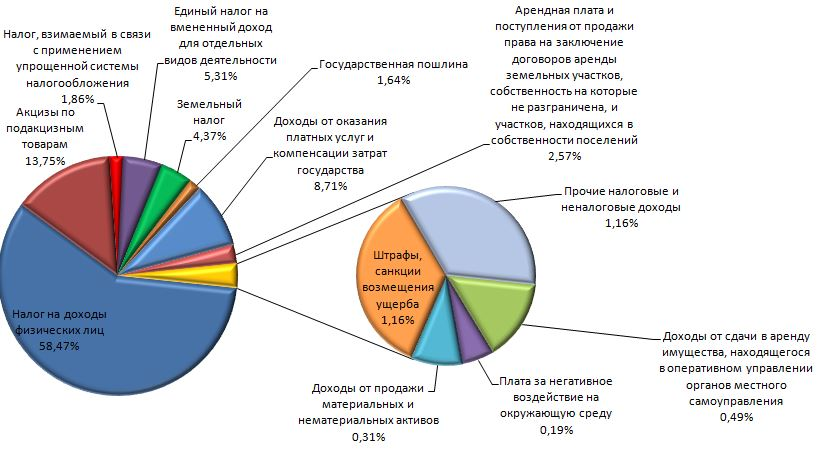 Налог, взимаемый в связи
с применением
упрощенной системы
налогообложения
1,86%
Единый налог на
вмененный доход
для отдельных
видов деятельности
5,31%
Государственная пошлина
1,64%
Арендная плата и
поступления от продажи
права на заключение
договоров аренды
земельных участков,
собственность на которые
не разграничена, и
участков, находящихся в
собственности поселений
2,57%
Акцизы по
подакцизным
товарам
13,75%
Земельный
налог
4,37%
Доходы от оказания
платных услуг и
компенсации затрат
государства
8,71%
Прочие налоговые и
неналоговые доходы
1,16%
Штрафы,
санкции
возмещения
ущерба
1,16%
Налог на доходы
физических лиц
58,47%
Доходы от сдачи в аренду
имущества, находящегося
в оперативном управлении
органов местного
самоуправления
0,49%
Плата за негативное
воздействие на
окружающую среду
0,19%
Доходы от продажи
материальных и
нематериальных активов
0,31%